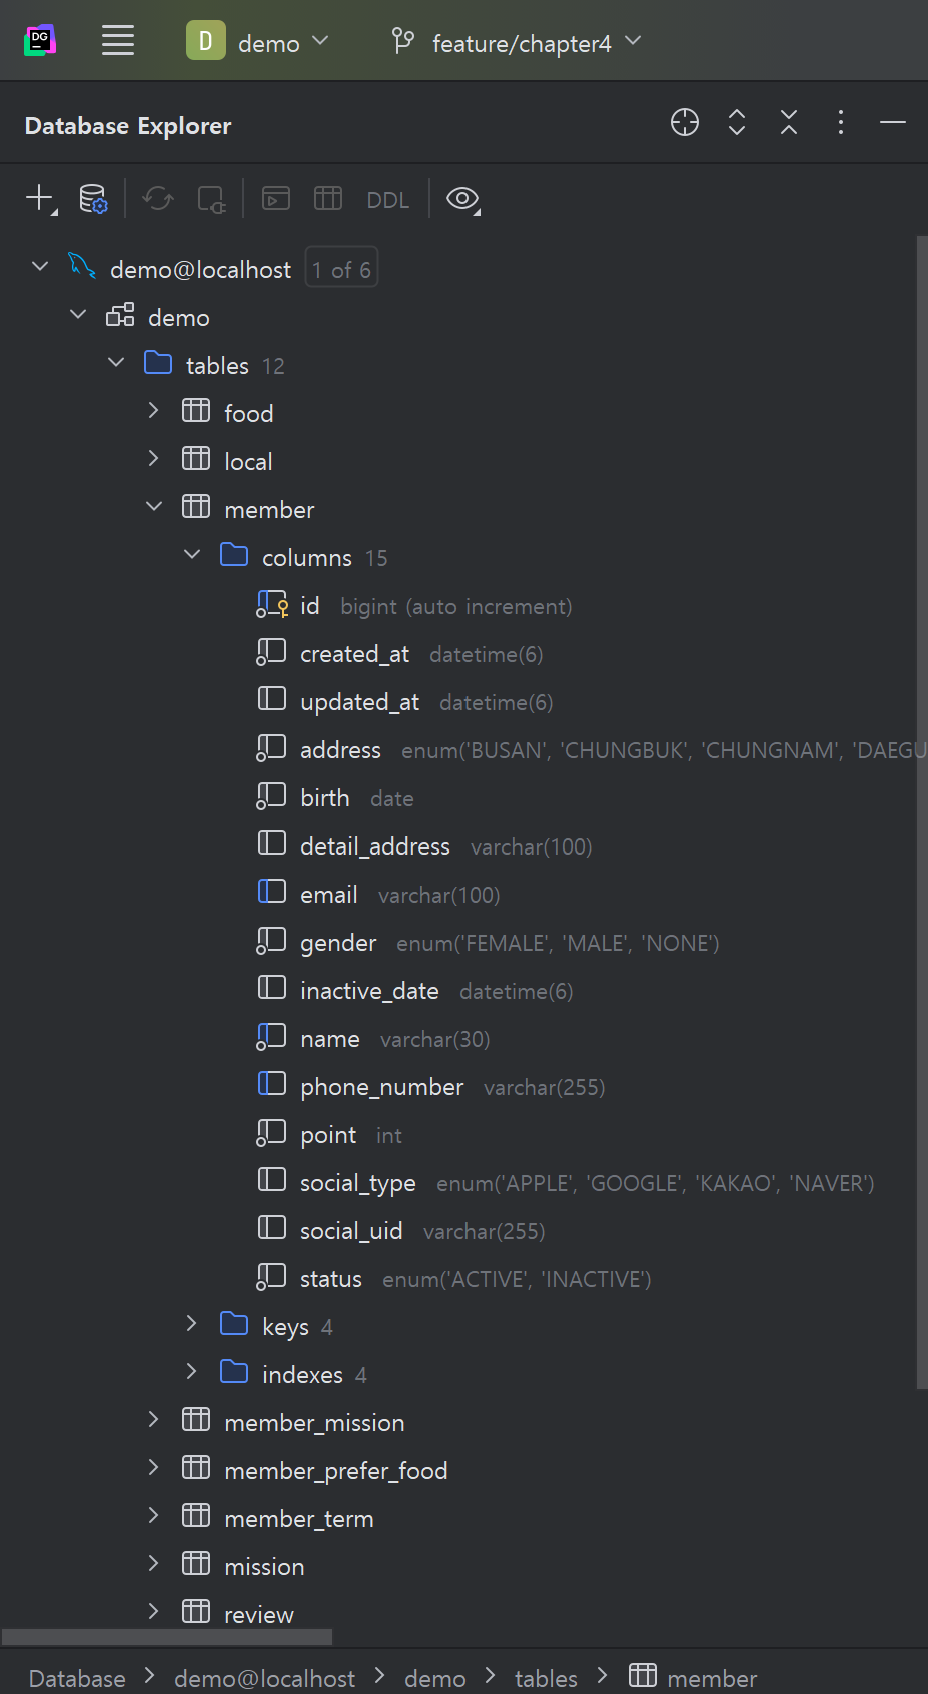 DG D demo feature/chapter4
Database Explorer
DDL
demo@localhost 1 of 6
demo
tables 12
food
local
member
columns 15
id bigint (auto increment)
created_at datetime(6)
updated_at datetime(6)
address enum('BUSAN', 'CHUNGBUK', 'CHUNGNAM', 'DAEGU
birth date
detail_address varchar(100)
email varchar(100)
gender enum('FEMALE', 'MALE', 'NONE')
inactive_date datetime(6)
name varchar(30)
phone_number varchar(255)
point int
social_type enum('APPLE', 'GOOGLE', 'KAKAO', 'NAVER')
social_uid varchar(255)
status enum('ACTIVE', 'INACTIVE')
keys 4
indexes 4
member_mission
member_prefer_food
member_term
mission
review
Database > demo@localhost > demo > tables > member